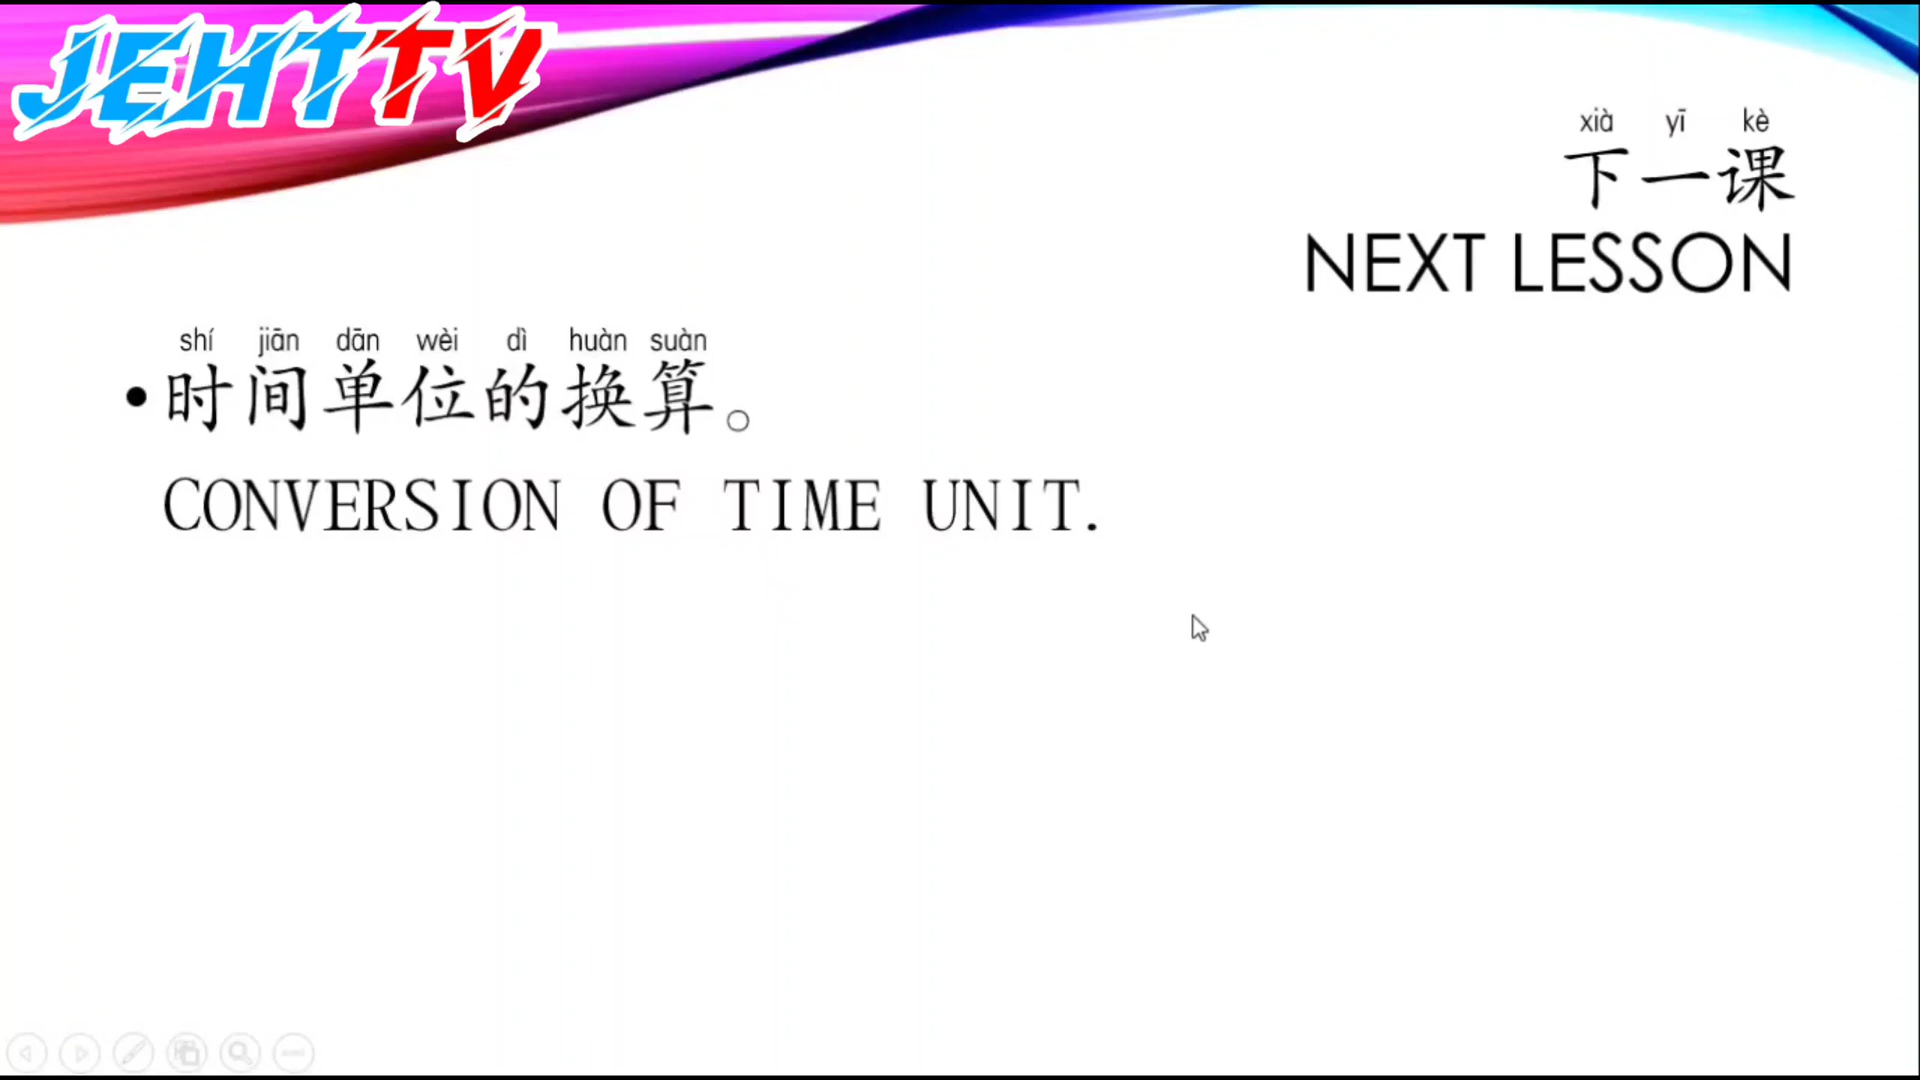 JEHTTV
xià yī kè
下一课
NEXT LESSON
shí jiān dān wèi dì huàn suàn
•时间单位的换算。
CONVERSION OF TIME UNIT.